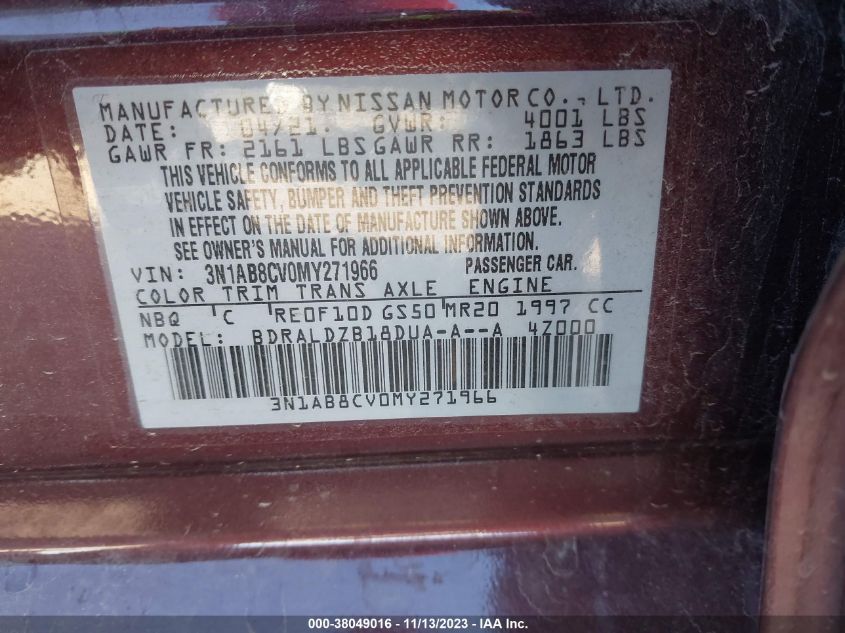 MANUFACTURED BY NISSAN MOTOR CO., LTD.
DATE: 04/21. GVWR: 4001 LBS
GAWR FR: 2161 LBS GAWR RR: 1863 LBS
THIS VEHICLE CONFORMS TO ALL APPLICABLE FEDERAL MOTOR
VEHICLE SAFETY, BUMPER AND THEFT PREVENTION STANDARDS
IN EFFECT ON THE DATE OF MANUFACTURE SHOWN ABOVE.
SEE OWNER'S MANUAL FOR ADDITIONAL INFORMATION.
VIN: 3N1AB8CV0MY271966 PASSENGER CAR.
COLOR TRIM TRANS AXLE ENGINE
NBQ C RE0F10D GS50 MR20 1997 CC
MODEL: BDRALDZB18DUA-A--A 4Z000
3N1AB8CV0MY271966
000-38049016 - 11/13/2023 - IAA Inc.